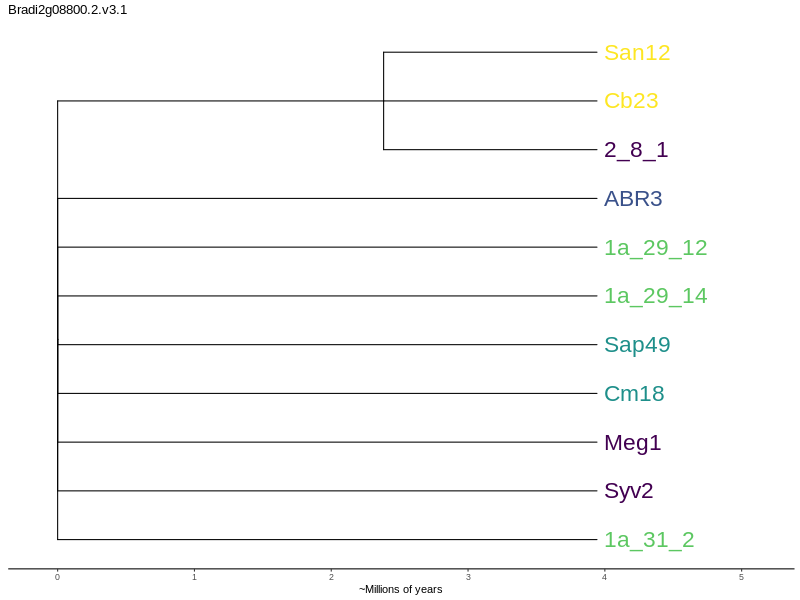 Bradi2g08800.2.v3.1
San12
Cb23
2_8_1
ABR3
1a_29_12
1a_29_14
Sap49
Cm18
Meg1
Syv2
1a_31_2
0 1 2 3 4 5
~Millions of years